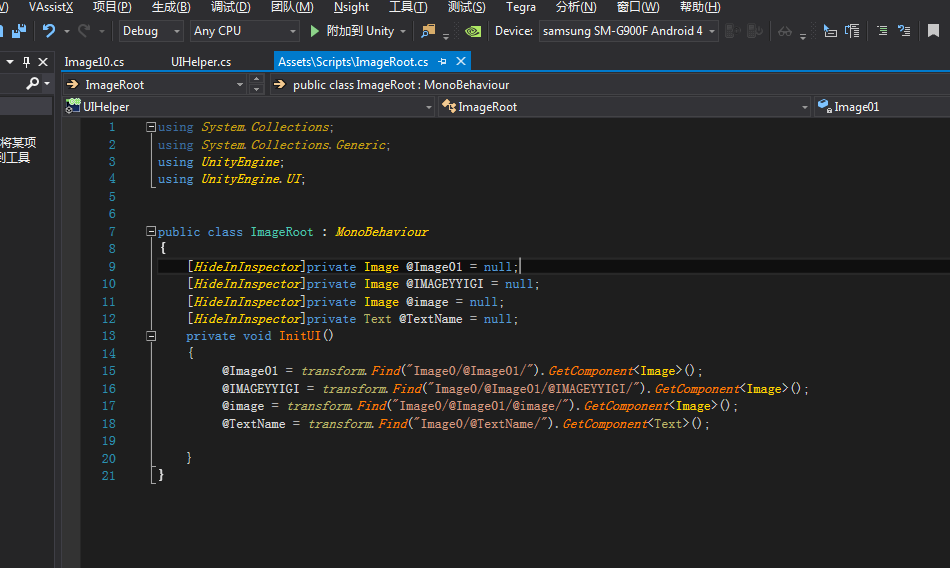 V) VAssistX 项目(P) 生成(B) 调试(D) 团队(M) Nsight 工具(T) 测试(S) Tegra 分析(N) 窗口(W) 帮助(H)
Debug Any CPU 附加到 Unity Device: samsung SM-G900F Android 4
Image10.cs UIHelper.cs Assets\Scripts\ImageRoot.cs
ImageRoot public class ImageRoot : MonoBehaviour
UIHelper ImageRoot Image01
将某项
到工具
1 using System.Collections;
2 using System.Collections.Generic;
3 using UnityEngine;
4 using UnityEngine.UI;
5
6
7 public class ImageRoot : MonoBehaviour
8 {
9 [HideInInspector]private Image @Image01 = null;
10 [HideInInspector]private Image @IMAGEYYIGI = null;
11 [HideInInspector]private Image @image = null;
12 [HideInInspector]private Text @TextName = null;
13 private void InitUI()
14 {
15 @Image01 = transform.Find("Image0/@Image01/").GetComponent<Image>();
16 @IMAGEYYIGI = transform.Find("Image0/@Image01/@IMAGEYYIGI/").GetComponent<Image>();
17 @image = transform.Find("Image0/@Image01/@image/").GetComponent<Image>();
18 @TextName = transform.Find("Image0/@TextName/").GetComponent<Text>();
19
20 }
21 }